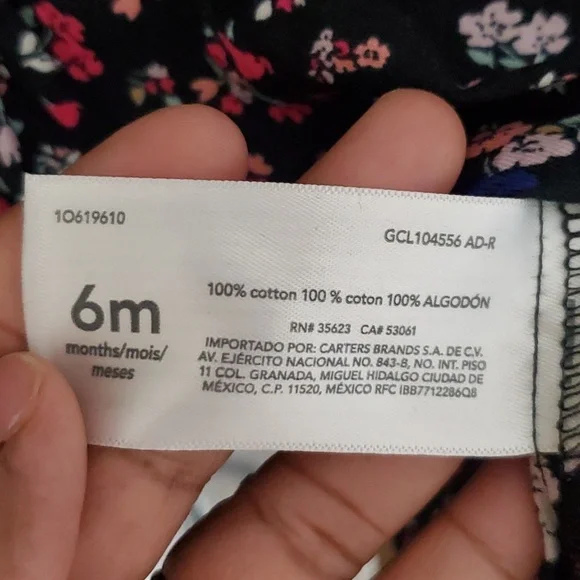 1O619610
GCL104556 AD-R
6m
months/mois/
meses
100% cotton 100 % coton 100% ALGODÓN
RN# 35623 CA# 53061
IMPORTADO POR: CARTERS BRANDS S.A. DE C.V.
AV. EJÉRCITO NACIONAL NO. 843-B, NO. INT. PISO
11 COL. GRANADA, MIGUEL HIDALGO CIUDAD DE
MÉXICO, C.P. 11520, MÉXICO RFC IBB7712286Q8